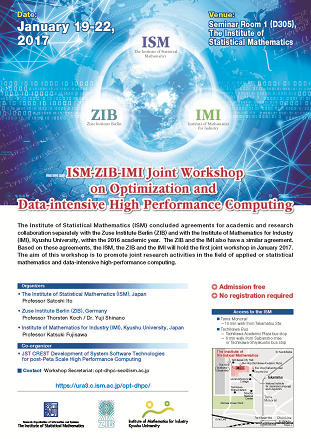 Date:
January 19-22,
2017
Venue:
Seminar Room 1 (D305),
The Institute of
Statistical Mathematics
ISM
The Institute of Statistical
Mathematics
ZIB
Zuse Institute Berlin
IMI
Institute of Mathematics
for Industry
ISM-ZIB-IMI Joint Workshop
on Optimization and
Data-intensive High Performance Computing
The Institute of Statistical Mathematics (ISM) concluded agreements for academic and research
collaboration separately with the Zuse Institute Berlin (ZIB) and with the Institute of Mathematics for Industry
(IMI), Kyushu University, within the 2016 academic year. The ZIB and the IMI also have a similar agreement.
Based on these agreements, the ISM, the ZIB and the IMI will hold the first joint workshop in January 2017.
The aim of this workshop is to promote joint research activities in the field of applied or statistical
mathematics and data-intensive high-performance computing.
Organizers
• The Institute of Statistical Mathematics (ISM), Japan
Professor Satoshi Ito
• Zuse Institute Berlin (ZIB), Germany
Professor Thorsten Koch / Dr. Yuji Shinano
• Institute of Mathematics for Industry (IMI), Kyushu University, Japan
Professor Katsuki Fujisawa
Co-organizer
• JST CREST Development of System Software Technologies
for post-Peta Scale High Performance Computing
Contact Workshop Secretariat:
https://ura3.c.ism.ac.jp/opt-dhpc/
Admission free
No registration required
Access to the ISM
Tama Monorail
Tachikawa Bus
The Institute of
Statistical Mathematics
The Institute of Statistical Mathematics
ZIB
Institute of Mathematics for Industry
Kyushu University